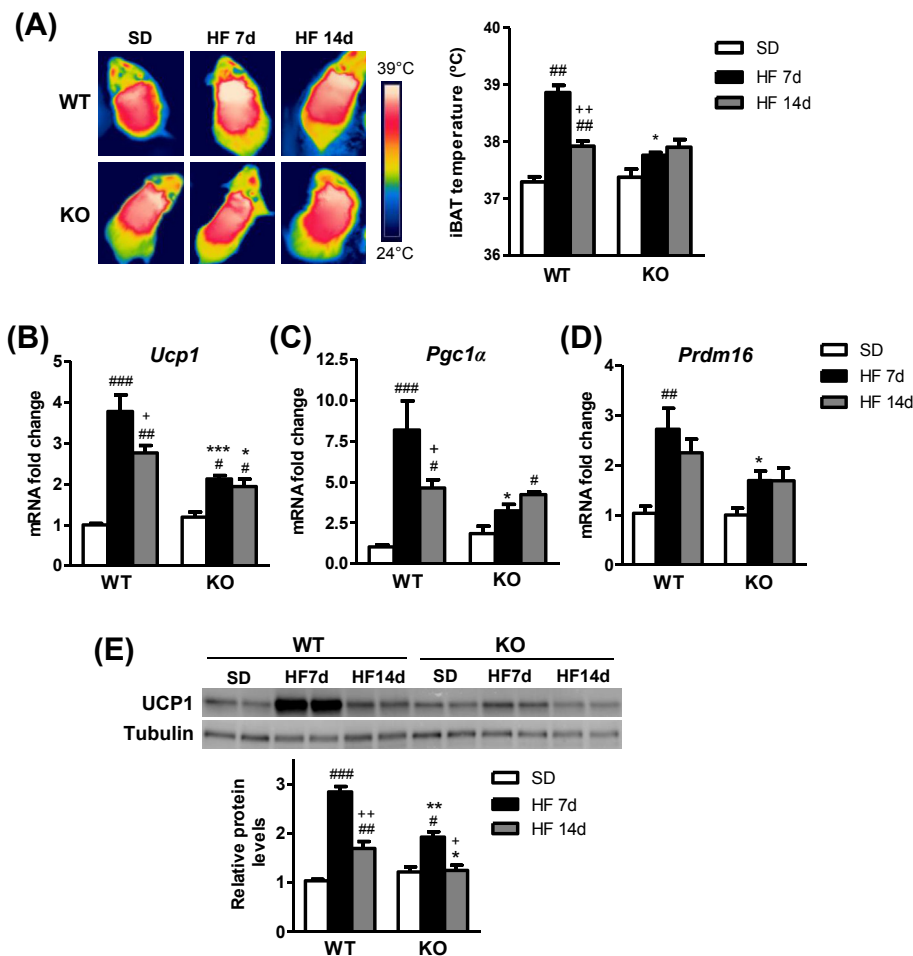 (A)
SD HF 7d HF 14d
WT
KO
39°C
24°C
iBAT temperature (ºC)
39
38
37
36
##
++
##
*
WT KO
SD
HF 7d
HF 14d
(B)
Ucp1
mRNA fold change
5
4
3
2
1
0
###
+
##
***
#
*
#
WT KO
(C)
Pgc1α
mRNA fold change
12.5
10.0
7.5
5.0
2.5
0.0
###
+
#
*
#
WT KO
(D)
Prdm16
mRNA fold change
4
3
2
1
0
##
*
WT KO
SD
HF 7d
HF 14d
(E)
WT KO
SD HF7d HF14d SD HF7d HF14d
UCP1
Tubulin
Relative protein
levels
3
2
1
0
###
++
##
**
#
+
*
WT KO
SD
HF 7d
HF 14d